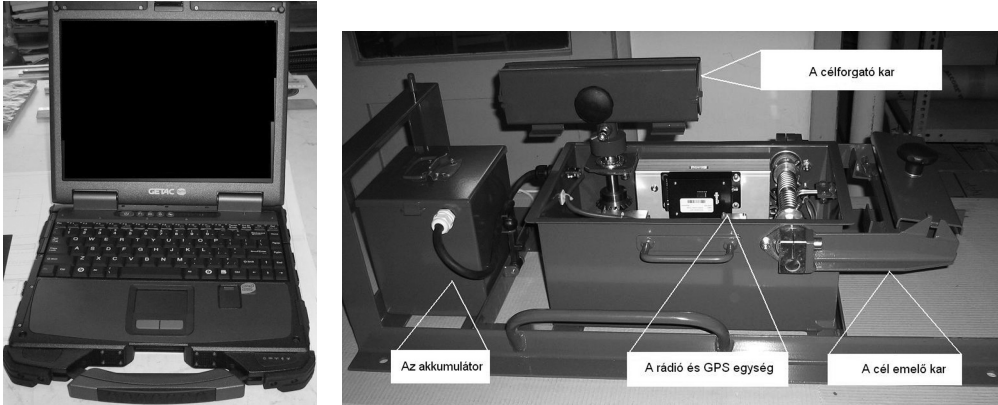 GETAC
Q W E R T Y U I O P
A S D F G H J K L
Z X C V B N M
A célforgató kar
Az akkumulátor
A rádió és GPS egység
A cél emelő kar